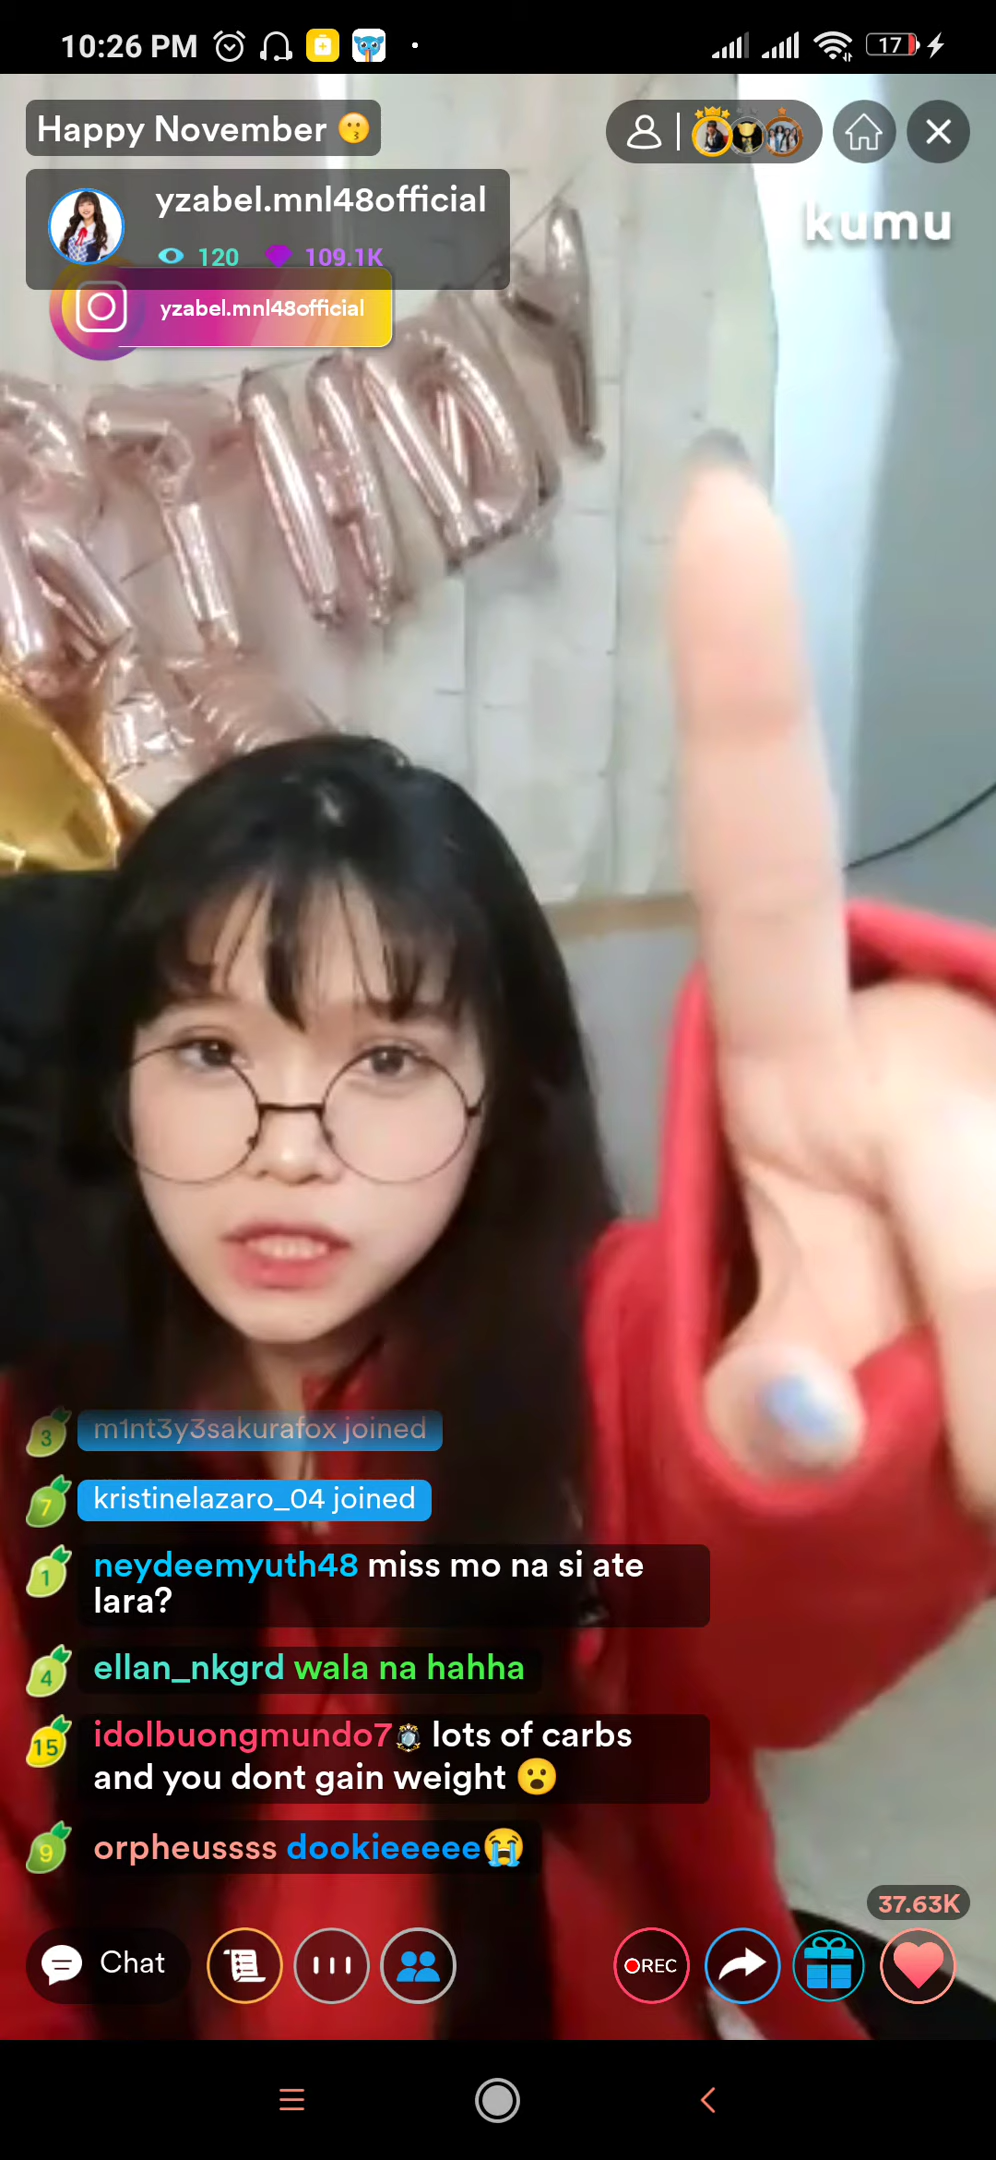 10:26 PM
17
Happy November 😗
yzabel.mnl48official
120 109.1K
kumu
yzabel.mnl48official
3 m1nt3y3sakurafox joined
7 kristinelazaro_04 joined
1 neydeemyuth48 miss mo na si ate
lara?
4 ellan_nkgrd wala na hahha
15 idolbuongmundo7 lots of carbs
and you dont gain weight 😮
9 orpheussss dookieeeee😭
37.63K
Chat
REC